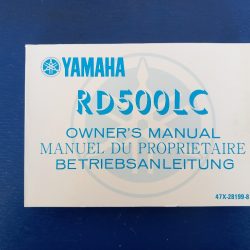 YAMAHA
RD500LC
OWNER'S MANUAL
MANUEL DU PROPRIETAIRE
BETRIEBSANLEITUNG
47X-28199-8